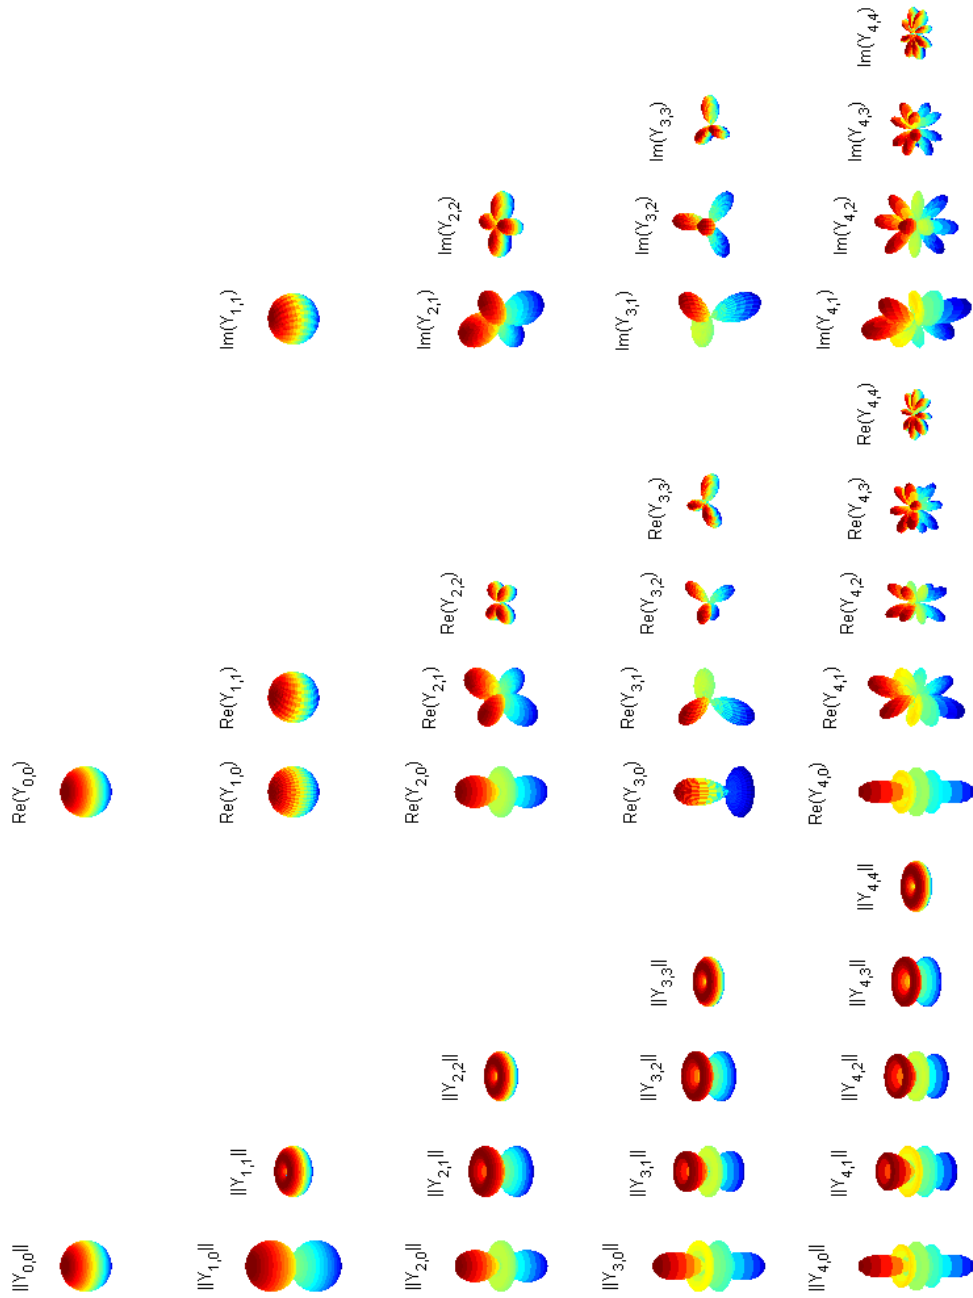 ||Y0,0||
Re(Y0,0)
||Y1,0||
||Y1,1||
Re(Y1,0)
Re(Y1,1)
Im(Y1,1)
||Y2,0||
||Y2,1||
||Y2,2||
Re(Y2,0)
Re(Y2,1)
Re(Y2,2)
Im(Y2,1)
Im(Y2,2)
||Y3,0||
||Y3,1||
||Y3,2||
||Y3,3||
Re(Y3,0)
Re(Y3,1)
Re(Y3,2)
Re(Y3,3)
Im(Y3,1)
Im(Y3,2)
Im(Y3,3)
||Y4,0||
||Y4,1||
||Y4,2||
||Y4,3||
||Y4,4||
Re(Y4,0)
Re(Y4,1)
Re(Y4,2)
Re(Y4,3)
Re(Y4,4)
Im(Y4,1)
Im(Y4,2)
Im(Y4,3)
Im(Y4,4)